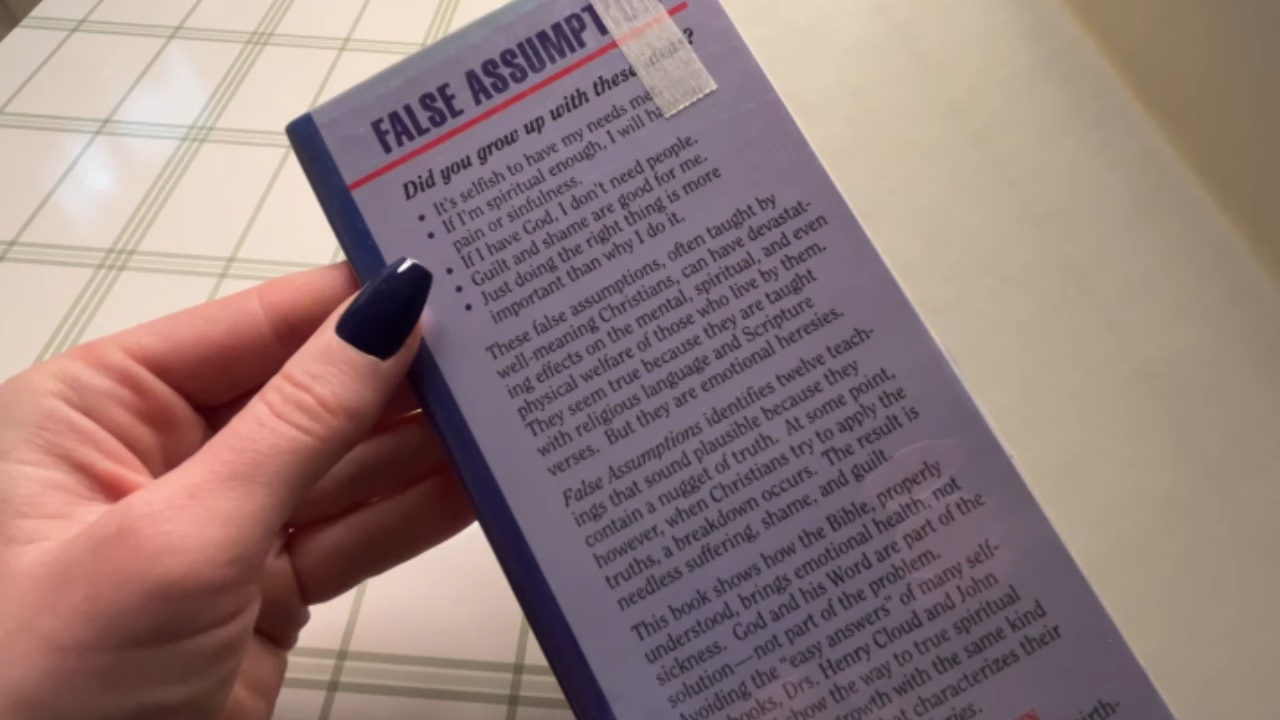 FALSE ASSUMPT
Did you grow up with these ideas?
• It's selfish to have my needs me
• If I'm spiritual enough, I will ha
pain or sinfulness.
• If I have God, I don't need people.
• Guilt and shame are good for me.
• Just doing the right thing is more
important than why I do it.
These false assumptions, often taught by
well-meaning Christians, can have devastat-
ing effects on the mental, spiritual, and even
physical welfare of those who live by them.
They seem true because they are taught
with religious language and Scripture
verses. But they are emotional heresies.
False Assumptions identifies twelve teach-
ings that sound plausible because they
contain a nugget of truth. At some point,
however, when Christians try to apply the
truths, a breakdown occurs. The result is
needless suffering, shame, and guilt.
This book shows how the Bible, properly
understood, brings emotional health, not
sickness. God and his Word are part of the
solution—not part of the problem.
Avoiding the "easy answers" of many self-
books, Drs. Henry Cloud and John
show the way to true spiritual
growth with the same kind
characterizes their